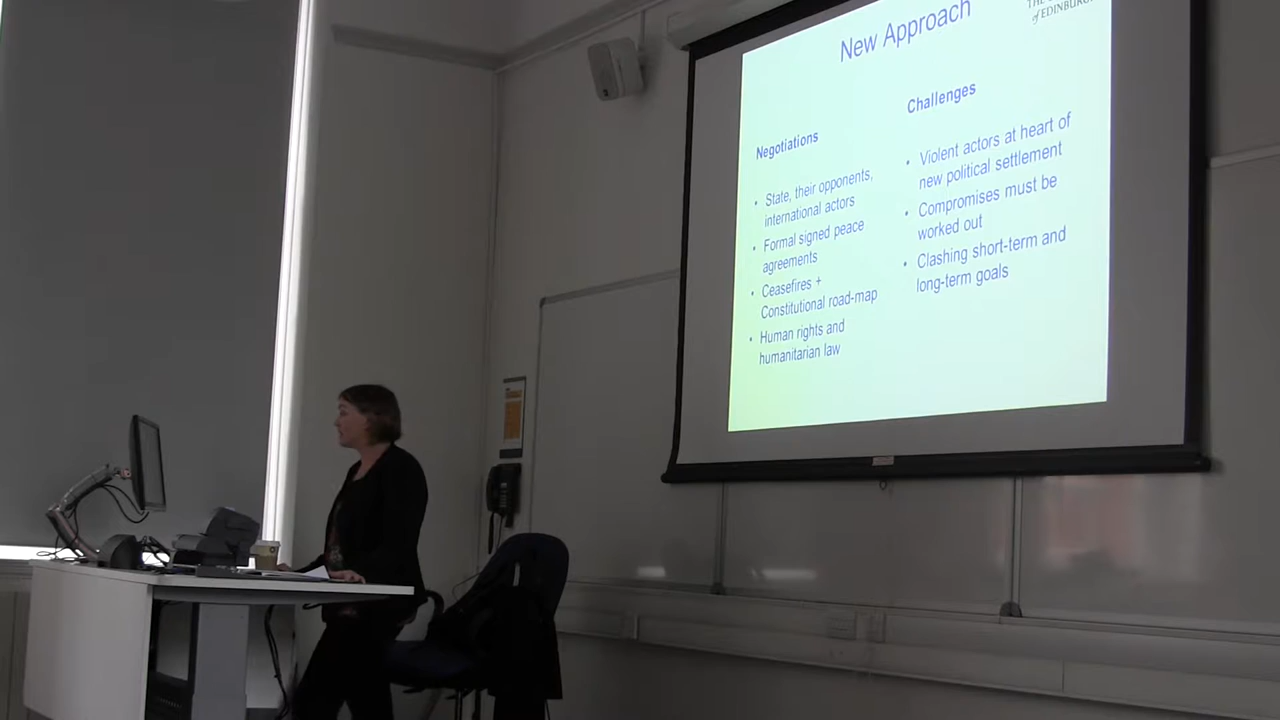 New Approach
of EDINBURGH
Negotiations
• State, their opponents,
international actors
• Formal signed peace
agreements
• Ceasefires +
Constitutional road-map
• Human rights and
humanitarian law
Challenges
• Violent actors at heart of
new political settlement
• Compromises must be
worked out
• Clashing short-term and
long-term goals